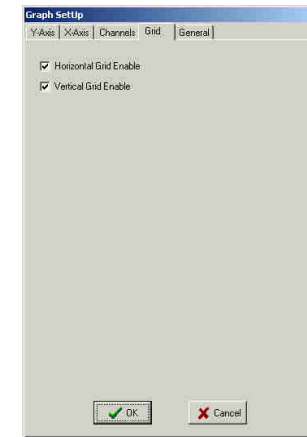 Graph SetUp
Y-Axis X-Axis Channels Grid General
Horizontal Grid Enable
Vertical Grid Enable
OK Cancel